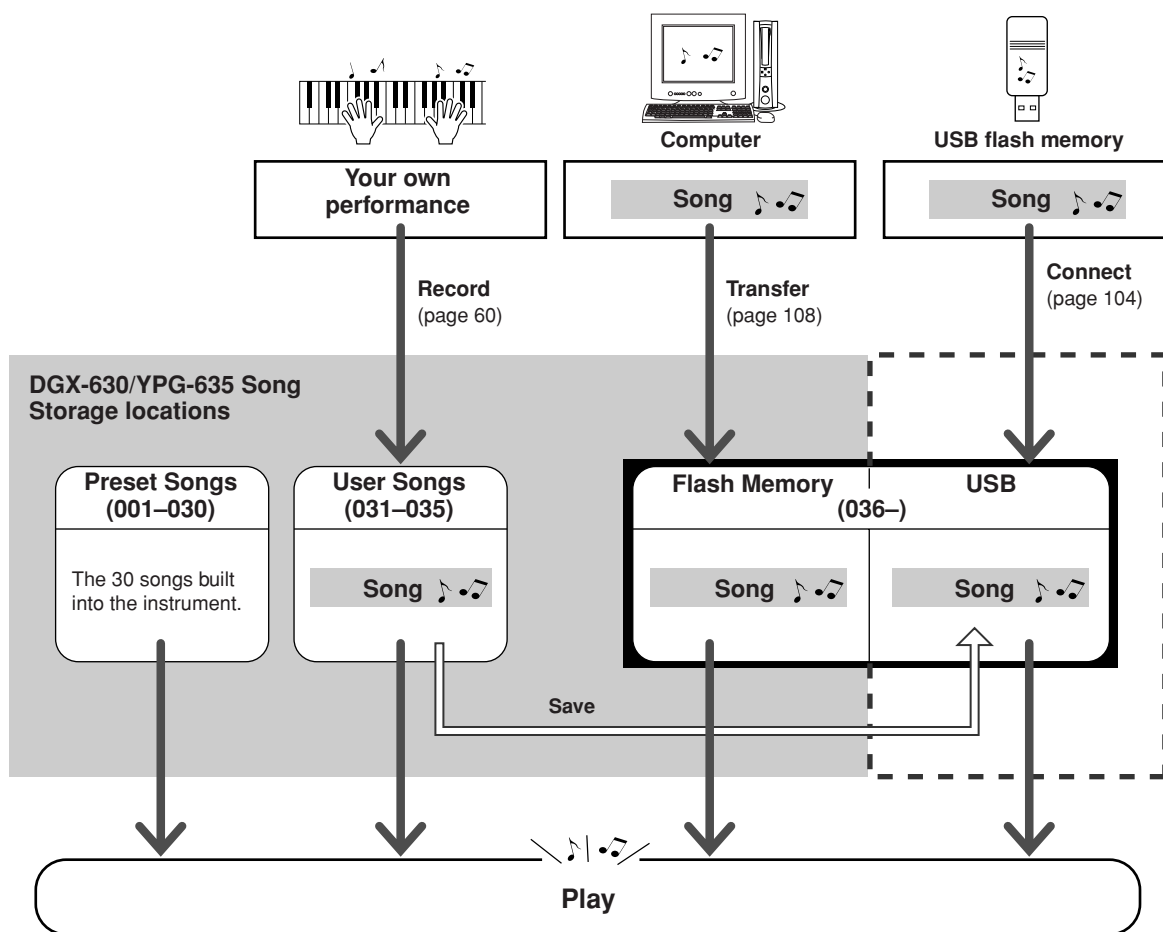 Computer
USB flash memory
Your own
performance
Song
Song
Record
(page 60)
Transfer
(page 108)
Connect
(page 104)
DGX-630/YPG-635 Song
Storage locations
Preset Songs
(001–030)
The 30 songs built
into the instrument.
User Songs
(031–035)
Song
Flash Memory
USB
(036–)
Song
Song
Save
Play